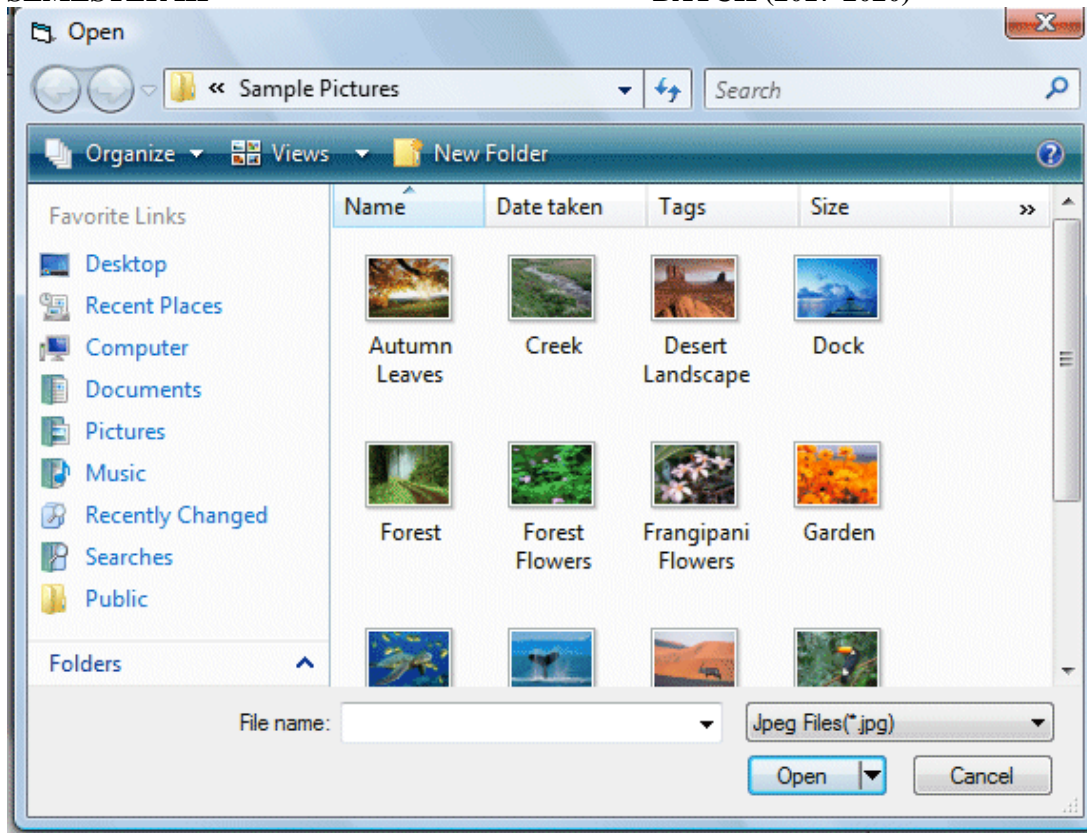 Open
« Sample Pictures
Search
Organize
Views
New Folder
Favorite Links
Desktop
Recent Places
Computer
Documents
Pictures
Music
Recently Changed
Searches
Public
Folders
Name
Date taken
Tags
Size
»
Autumn
Leaves
Creek
Desert
Landscape
Dock
Forest
Forest
Flowers
Frangipani
Flowers
Garden
File name:
Jpeg Files(*.jpg)
Open
Cancel